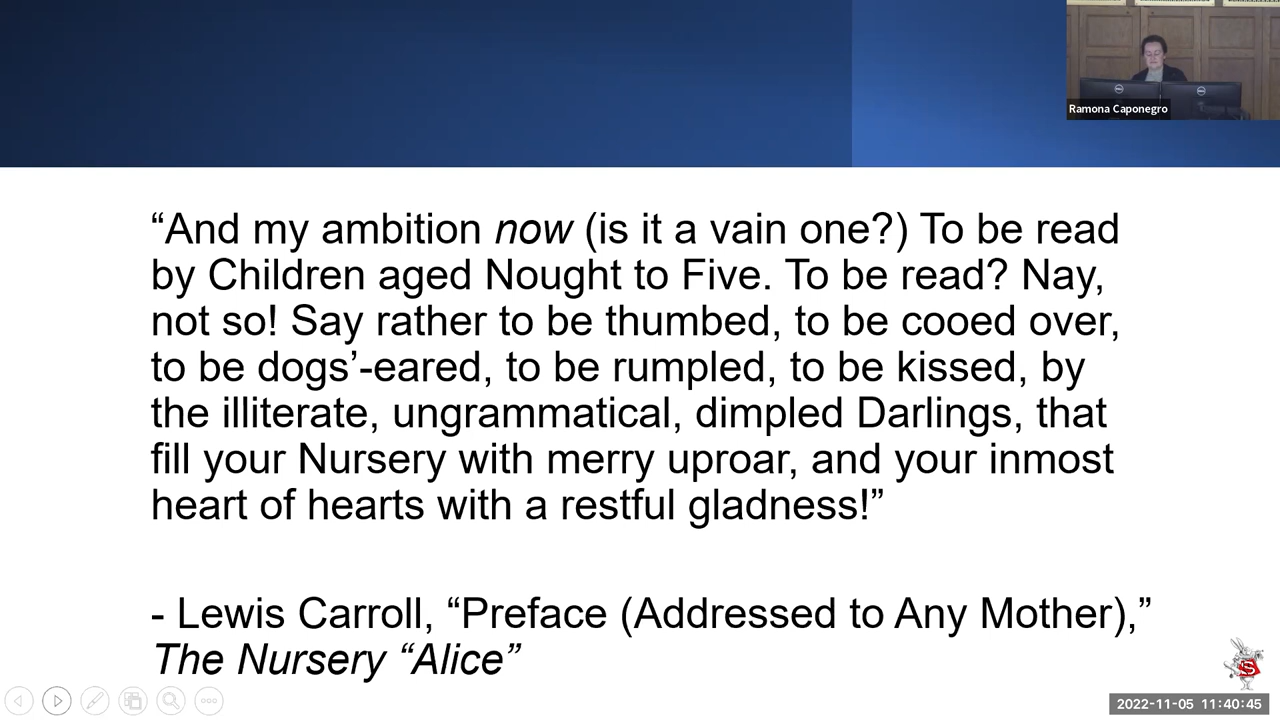 Ramona Caponegro
“And my ambition now (is it a vain one?) To be read
by Children aged Nought to Five. To be read? Nay,
not so! Say rather to be thumbed, to be cooed over,
to be dogs’-eared, to be rumpled, to be kissed, by
the illiterate, ungrammatical, dimpled Darlings, that
fill your Nursery with merry uproar, and your inmost
heart of hearts with a restful gladness!”
- Lewis Carroll, “Preface (Addressed to Any Mother),”
The Nursery “Alice”
2022-11-05 11:40:45